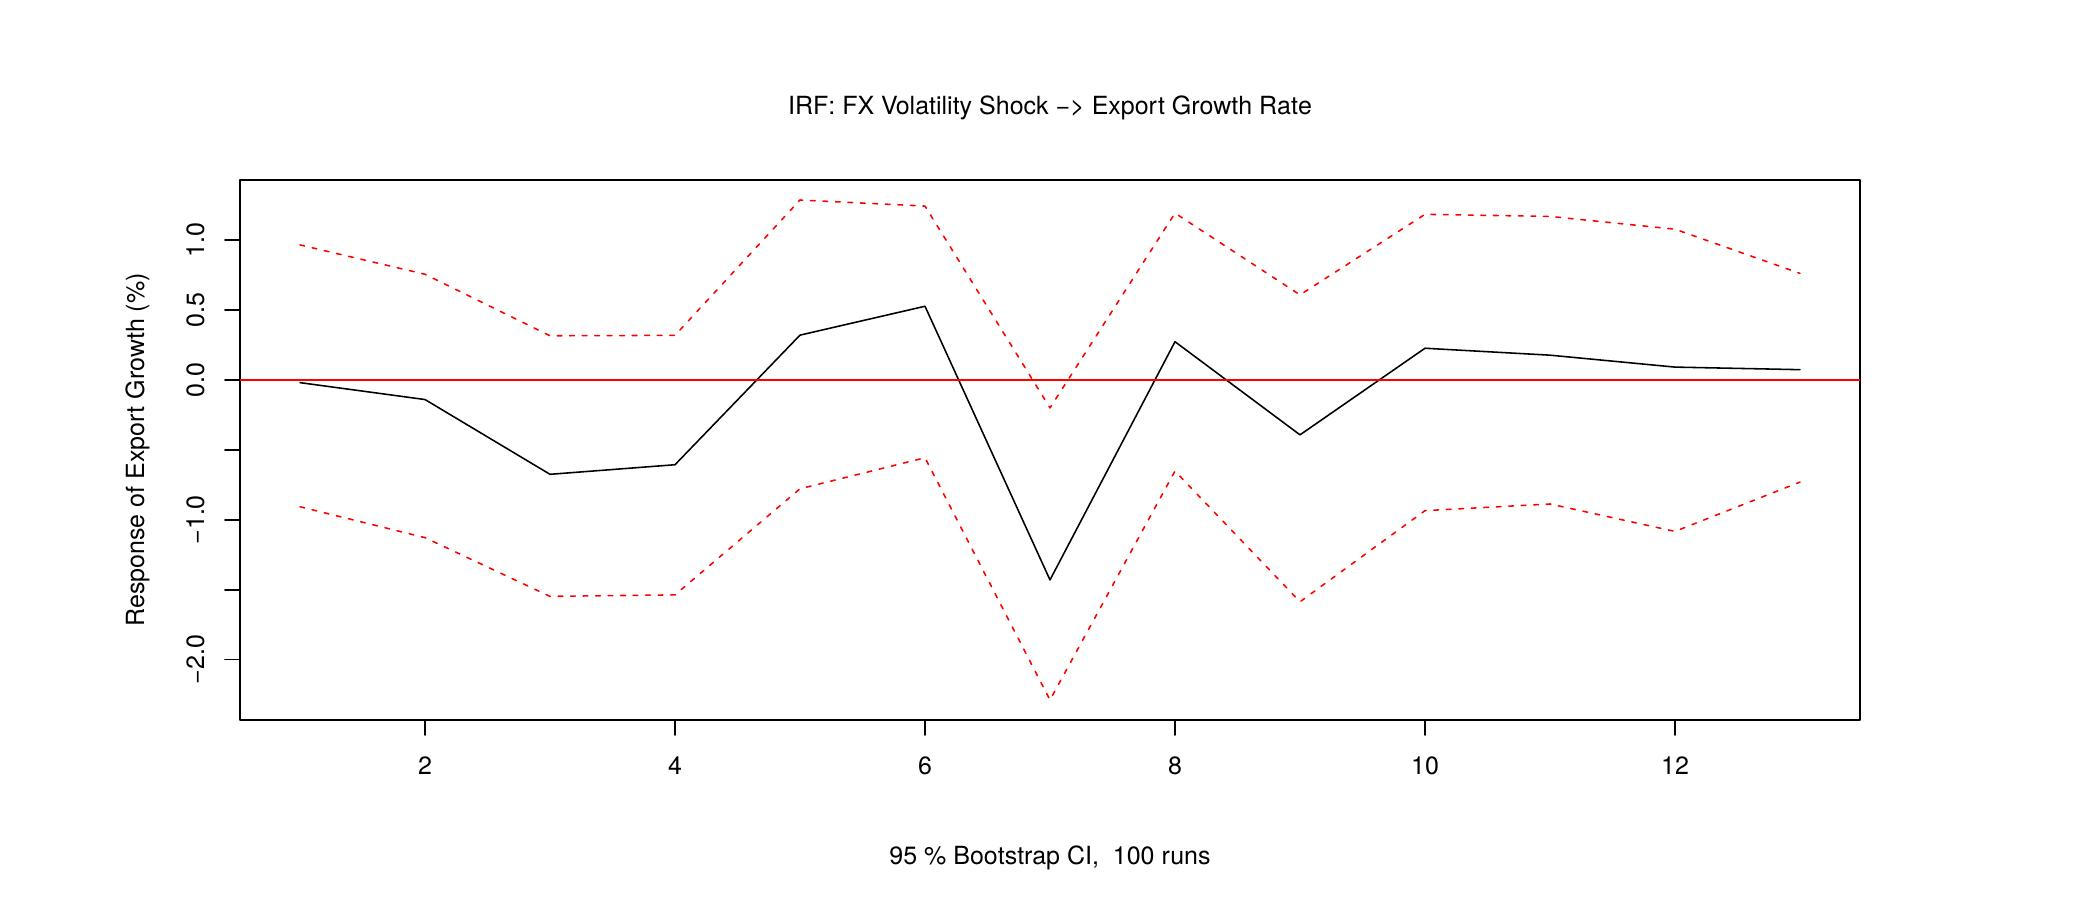 IRF: FX Volatility Shock −> Export Growth Rate
Response of Export Growth (%)
1.0
0.5
0.0
−1.0
−2.0
2 4 6 8 10 12
95 % Bootstrap CI,  100 runs